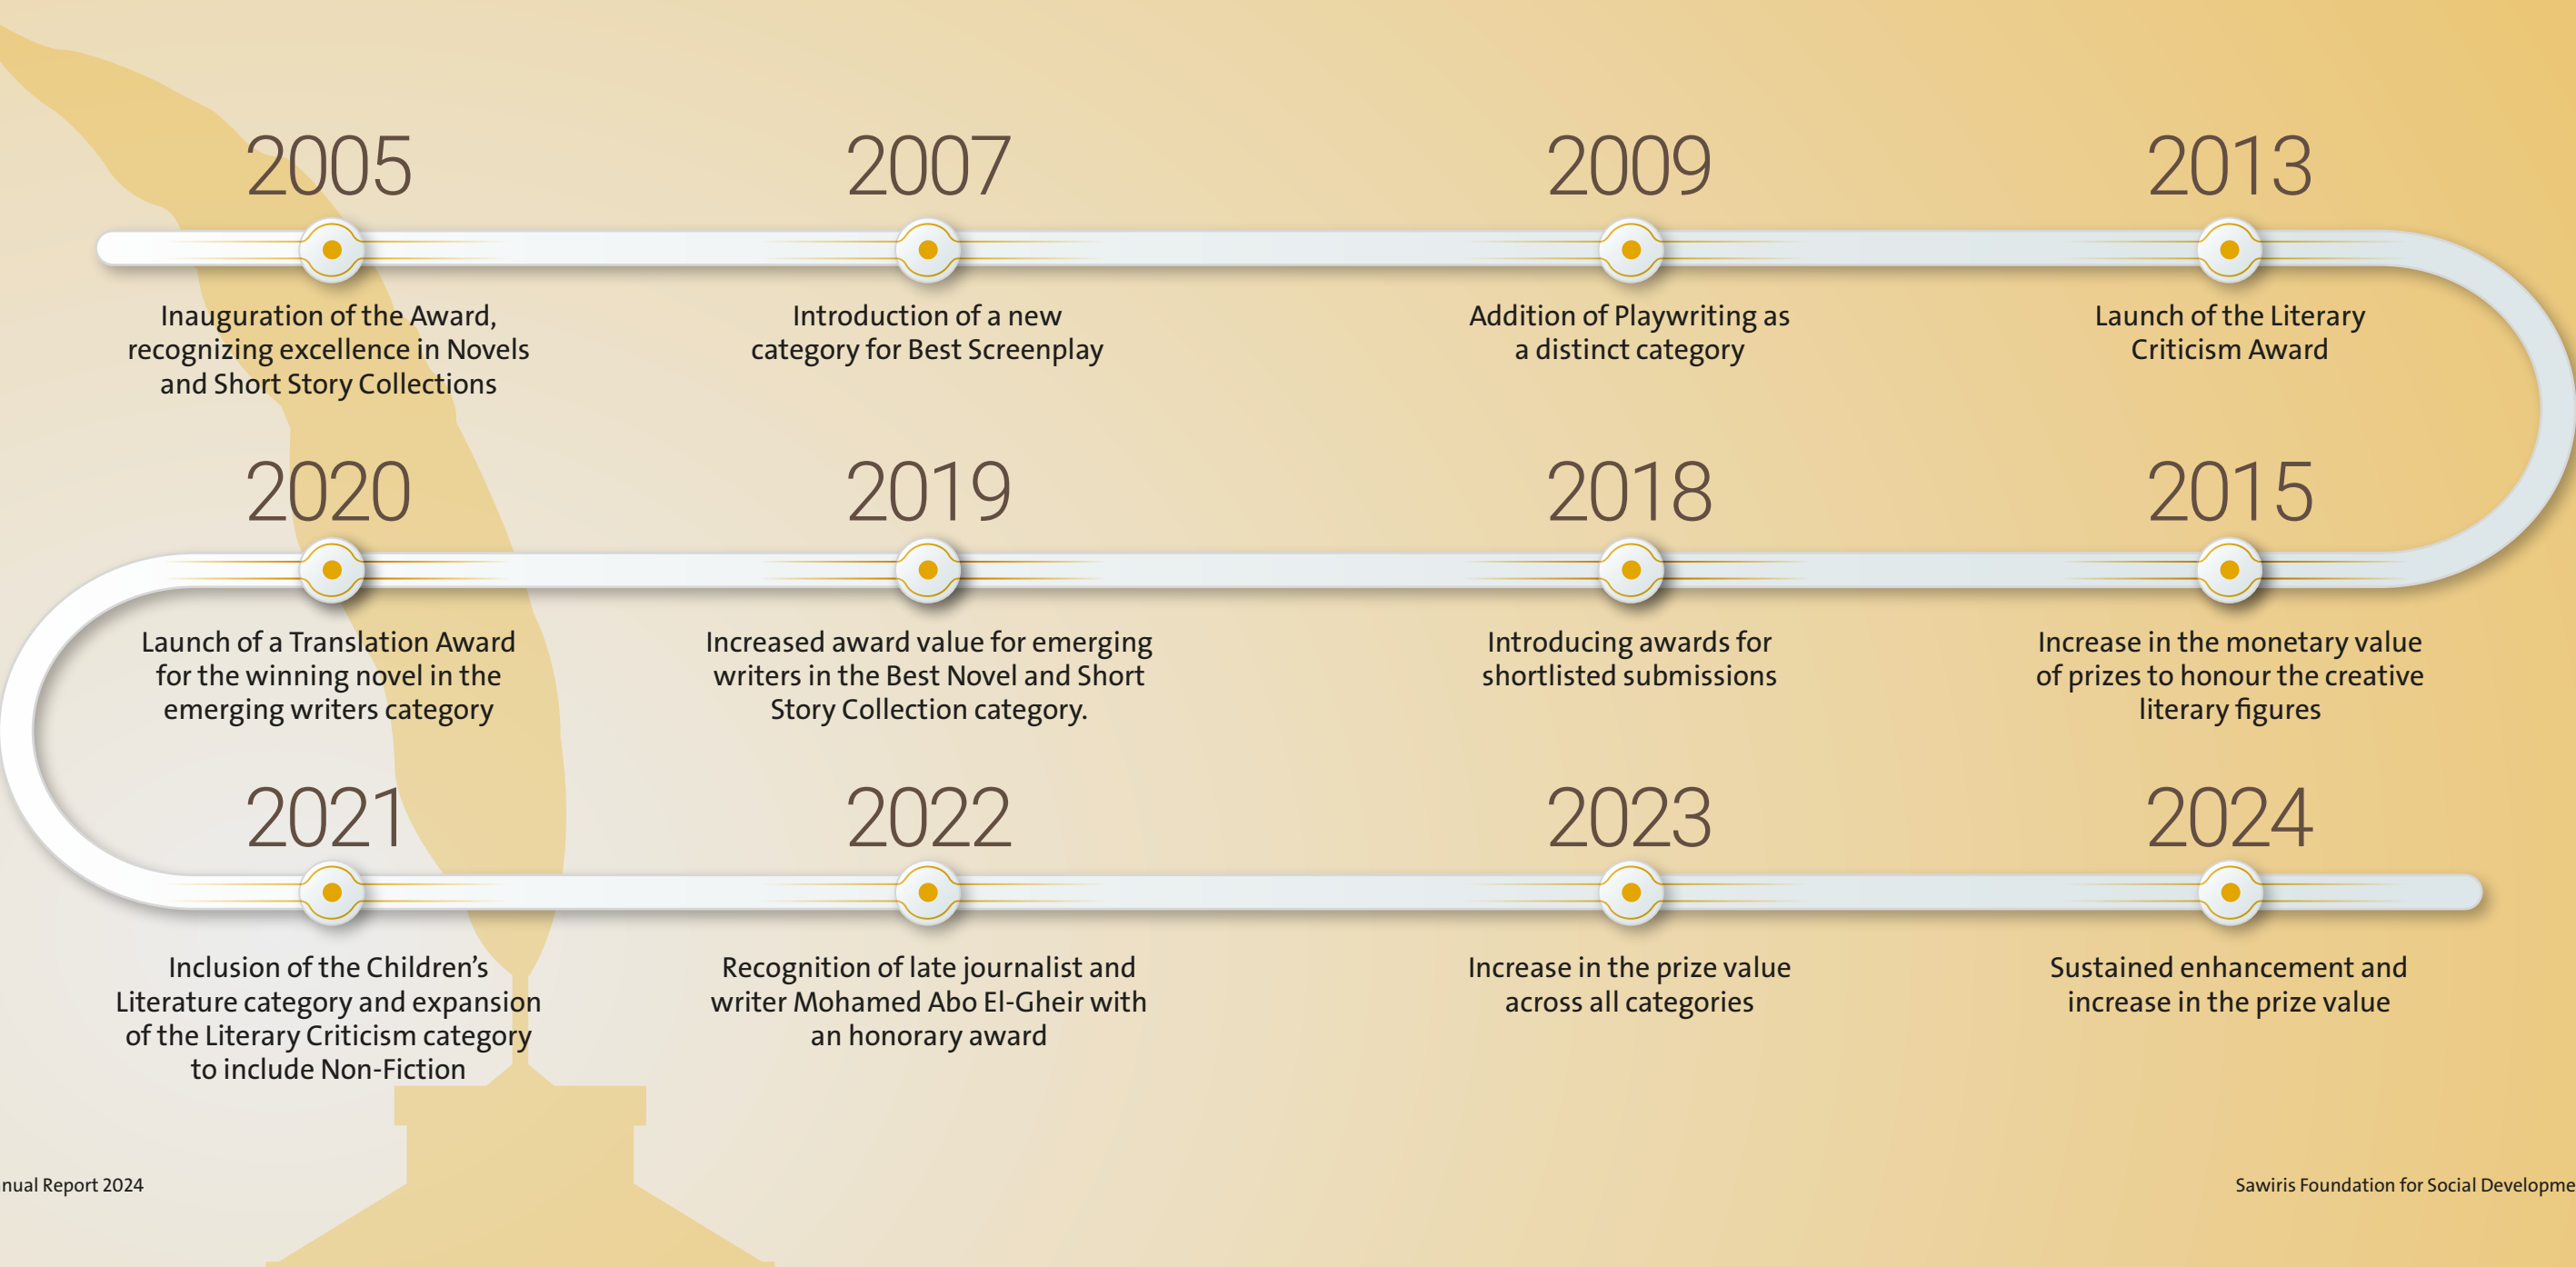 2005
Inauguration of the Award,
recognizing excellence in Novels
and Short Story Collections
2007
Introduction of a new
category for Best Screenplay
2009
Addition of Playwriting as
a distinct category
2013
Launch of the Literary
Criticism Award
2015
Increase in the monetary value
of prizes to honour the creative
literary figures
2018
Introducing awards for
shortlisted submissions
2019
Increased award value for emerging
writers in the Best Novel and Short
Story Collection category.
2020
Launch of a Translation Award
for the winning novel in the
emerging writers category
2021
Inclusion of the Children's
Literature category and expansion
of the Literary Criticism category
to include Non-Fiction
2022
Recognition of late journalist and
writer Mohamed Abo El-Gheir with
an honorary award
2023
Increase in the prize value
across all categories
2024
Sustained enhancement and
increase in the prize value
nual Report 2024
Sawiris Foundation for Social Developme